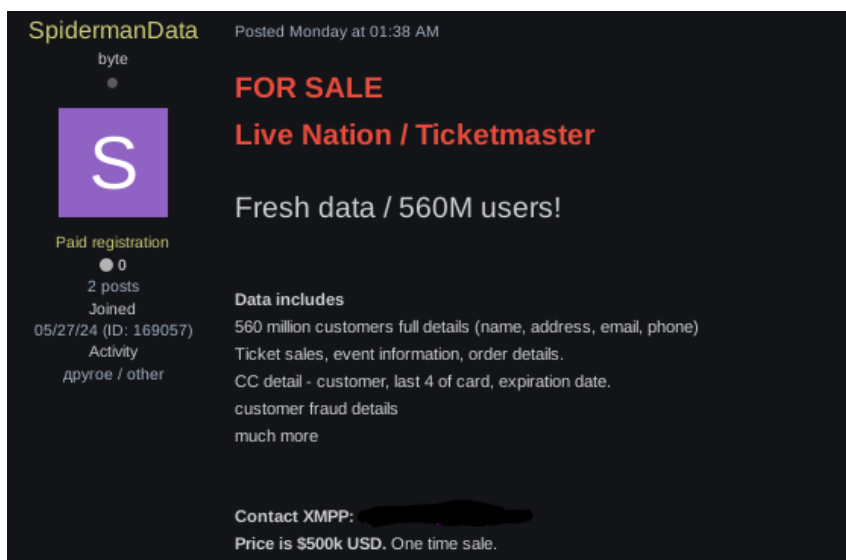 SpidermanData
byte
S
Paid registration
0
2 posts
Joined
05/27/24 (ID: 169057)
Activity
другое / other
Posted Monday at 01:38 AM
FOR SALE
Live Nation / Ticketmaster
Fresh data / 560M users!
Data includes
560 million customers full details (name, address, email, phone)
Ticket sales, event information, order details.
CC detail - customer, last 4 of card, expiration date.
customer fraud details
much more
Contact XMPP:
Price is $500k USD. One time sale.